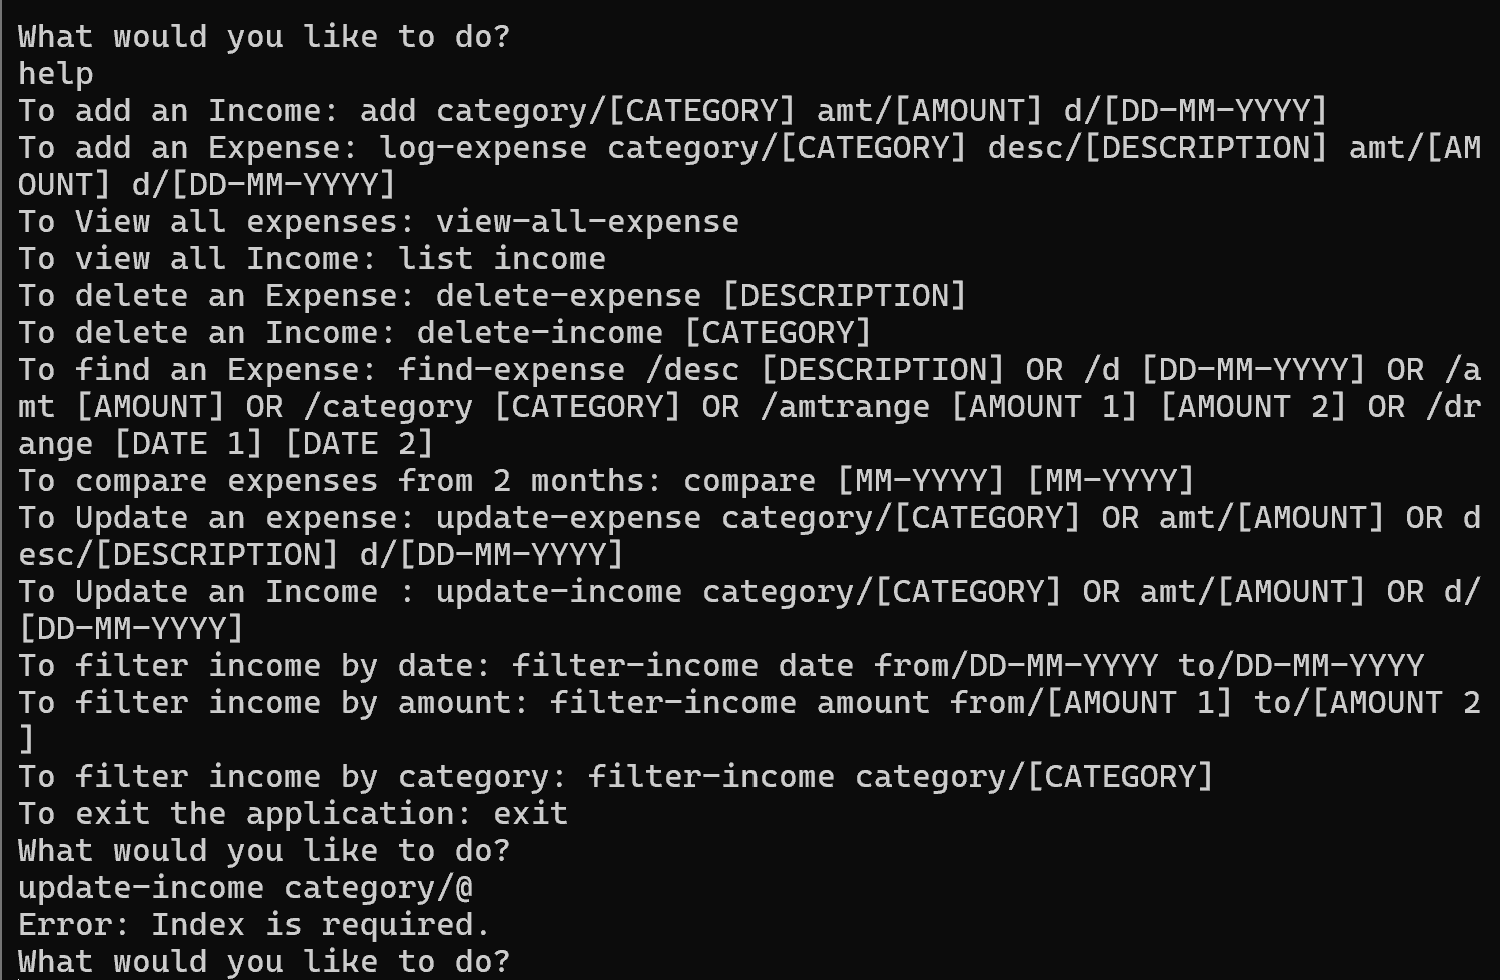 What would you like to do?
help
To add an Income: add category/[CATEGORY] amt/[AMOUNT] d/[DD-MM-YYYY]
To add an Expense: log-expense category/[CATEGORY] desc/[DESCRIPTION] amt/[AM
OUNT] d/[DD-MM-YYYY]
To View all expenses: view-all-expense
To view all Income: list income
To delete an Expense: delete-expense [DESCRIPTION]
To delete an Income: delete-income [CATEGORY]
To find an Expense: find-expense /desc [DESCRIPTION] OR /d [DD-MM-YYYY] OR /a
mt [AMOUNT] OR /category [CATEGORY] OR /amtrange [AMOUNT 1] [AMOUNT 2] OR /dr
ange [DATE 1] [DATE 2]
To compare expenses from 2 months: compare [MM-YYYY] [MM-YYYY]
To Update an expense: update-expense category/[CATEGORY] OR amt/[AMOUNT] OR d
esc/[DESCRIPTION] d/[DD-MM-YYYY]
To Update an Income : update-income category/[CATEGORY] OR amt/[AMOUNT] OR d/
[DD-MM-YYYY]
To filter income by date: filter-income date from/DD-MM-YYYY to/DD-MM-YYYY
To filter income by amount: filter-income amount from/[AMOUNT 1] to/[AMOUNT 2
]
To filter income by category: filter-income category/[CATEGORY]
To exit the application: exit
What would you like to do?
update-income category/@
Error: Index is required.
What would you like to do?